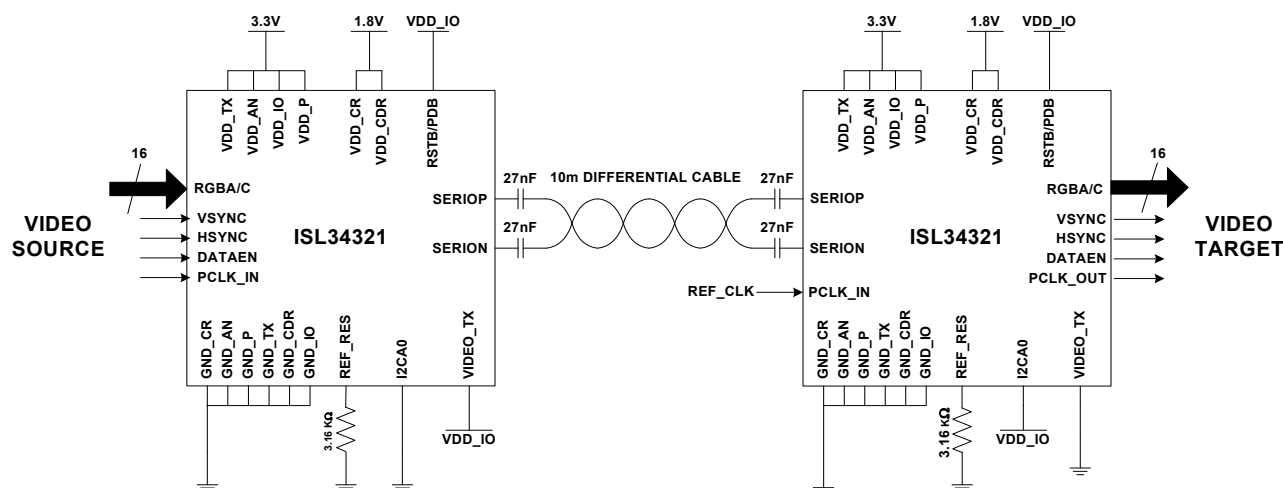 3.3V
1.8V
VDD_IO
3.3V
1.8V
VDD_IO
VDD_TX
VDD_AN
VDD_IO
VDD_P
VDD_CR
VDD_CDR
RSTB/PDB
VDD_TX
VDD_AN
VDD_IO
VDD_P
VDD_CR
VDD_CDR
RSTB/PDB
16
RGBA/C
VIDEO
SOURCE
VSYNC
HSYNC
DATAEN
PCLK_IN
ISL34321
SERIOP
SERION
27nF
27nF
10m DIFFERENTIAL CABLE
27nF
27nF
SERIOP
SERION
REF_CLK
PCLK_IN
ISL34321
16
RGBA/C
VSYNC
HSYNC
DATAEN
PCLK_OUT
VIDEO
TARGET
GND_CR
GND_AN
GND_P
GND_TX
GND_CDR
GND_IO
REF_RES
I2CA0
VIDEO_TX
3.16 KΩ
VDD_IO
GND_CR
GND_AN
GND_P
GND_TX
GND_CDR
GND_IO
REF_RES
I2CA0
VIDEO_TX
3.16 KΩ
VDD_IO